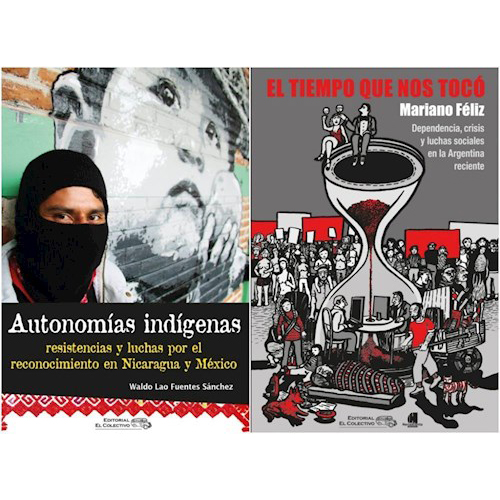 Autonomías indígenas
resistencias y luchas por el
reconocimiento en Nicaragua y México
Waldo Lao Fuentes Sánchez
EDITORIAL
EL COLECTIVO
EL TIEMPO QUE NOS TOCÓ
Mariano Féliz
Dependencia, crisis
y luchas sociales
en la Argentina
reciente
EDITORIAL
EL COLECTIVO